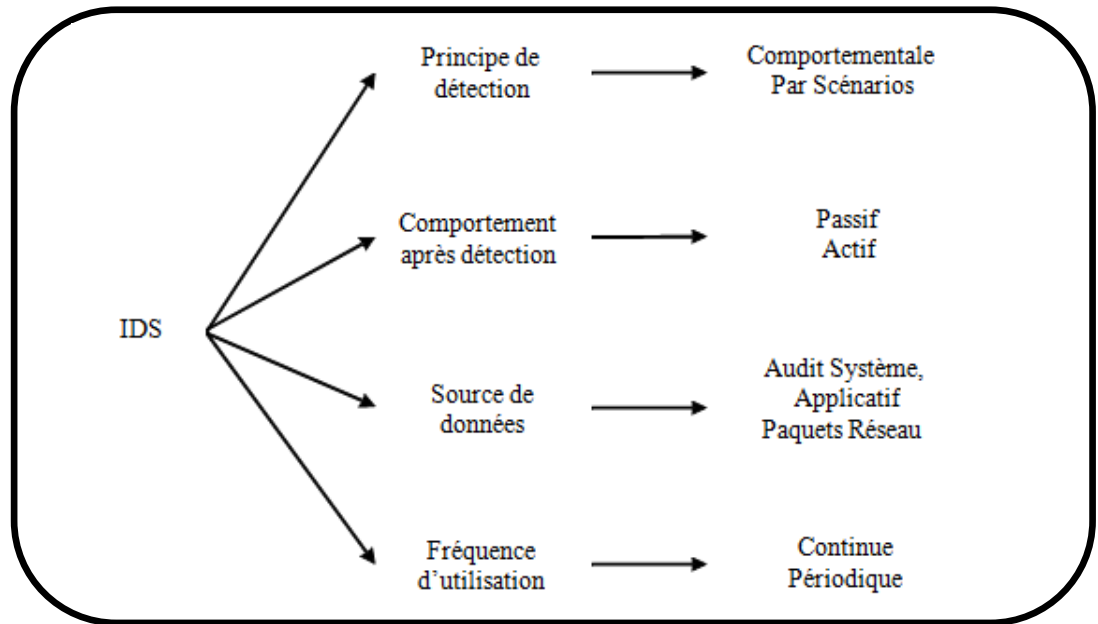 Principe de
détection
Comportementale
Par Scénarios
Comportement
après détection
Passif
Actif
IDS
Source de
données
Audit Système,
Applicatif
Paquets Réseau
Fréquence
d’utilisation
Continue
Périodique